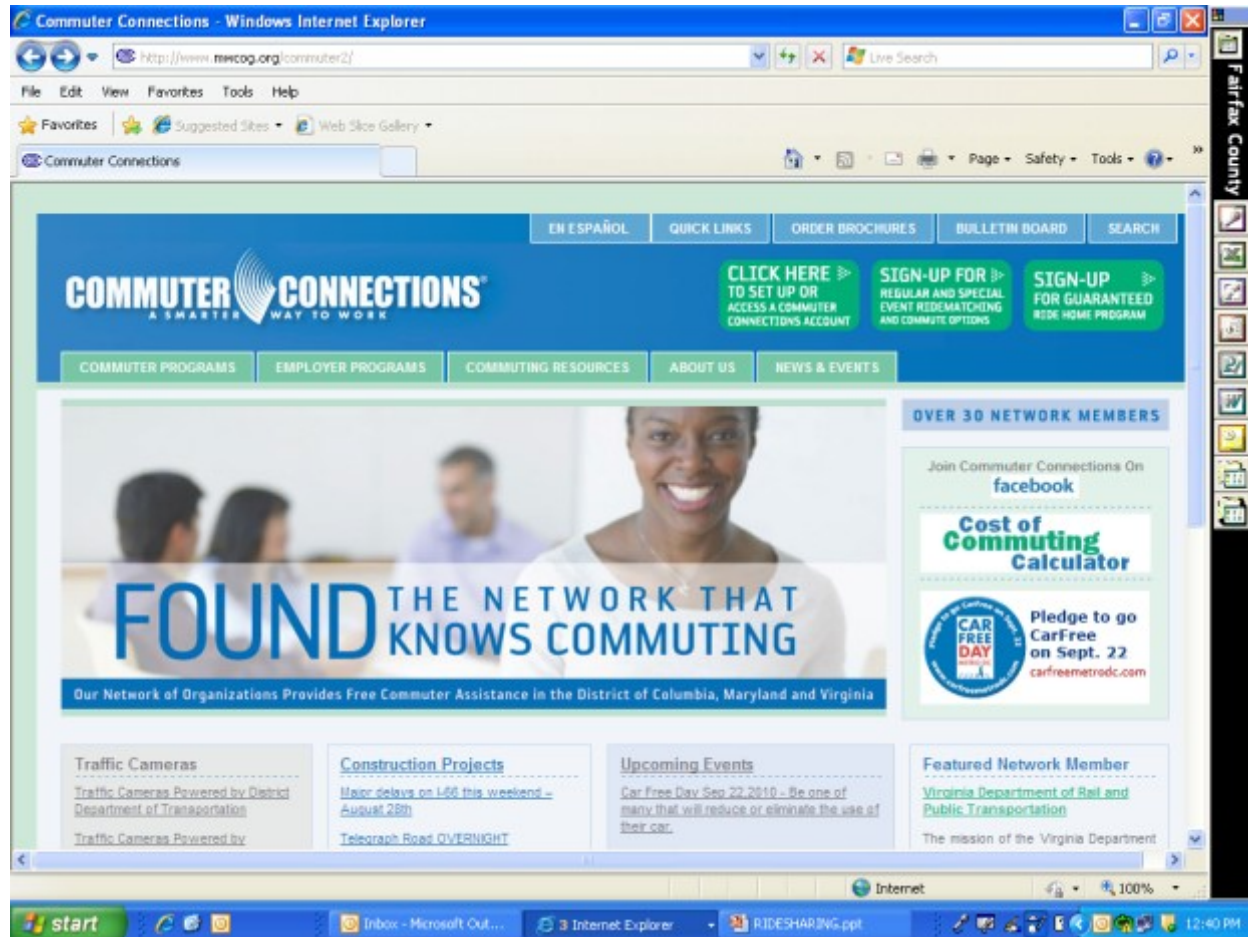 Commuter Connections - Windows Internet Explorer
http://www.mwcog.org/commuter2/
Live Search
File Edit View Favorites Tools Help
Favorites Suggested Sites Web Slice Gallery
Commuter Connections
Page Safety Tools
Fairfax County
EN ESPAÑOL QUICK LINKS ORDER BROCHURES BULLETIN BOARD SEARCH
COMMUTER CONNECTIONS
A SMARTER WAY TO WORK
CLICK HERE
TO SET UP OR
ACCESS A COMMUTER
CONNECTIONS ACCOUNT
SIGN-UP FOR
REGULAR AND SPECIAL
EVENT RIDEMATCHING
AND COMMUTE OPTIONS
SIGN-UP
FOR GUARANTEED
RIDE HOME PROGRAM
COMMUTER PROGRAMS EMPLOYER PROGRAMS COMMUTING RESOURCES ABOUT US NEWS & EVENTS
FOUND THE NETWORK THAT
KNOWS COMMUTING
Our Network of Organizations Provides Free Commuter Assistance in the District of Columbia, Maryland and Virginia
OVER 30 NETWORK MEMBERS
Join Commuter Connections On
facebook
Cost of
Commuting
Calculator
Pledge to go Car Free on Sept. 22
CAR
FREE
DAY
www.carfreemetrodc.com
Pledge to go
CarFree
on Sept. 22
carfreemetrodc.com
Traffic Cameras
Traffic Cameras Powered by District
Department of Transportation
Traffic Cameras Powered by
Construction Projects
Major delays on I-66 this weekend –
August 28th
Telegraph Road OVERNIGHT
Upcoming Events
Car Free Day Sep 22,2010 - Be one of
many that will reduce or eliminate the use of
their car.
Featured Network Member
Virginia Department of Rail and
Public Transportation
The mission of the Virginia Department
Internet 100%
start Inbox - Microsoft Out... 3 Internet Explorer RIDESHARING.ppt 12:40 PM